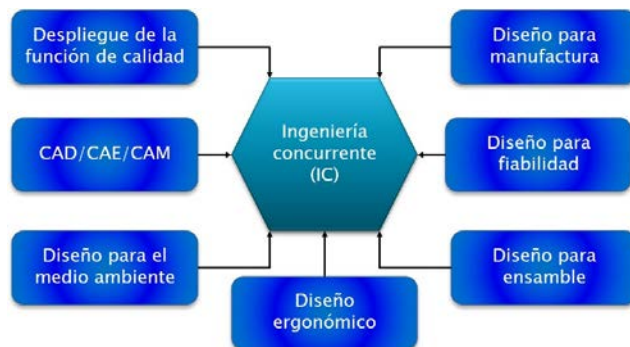 Despliegue de la
función de calidad
Diseño para
manufactura
CAD/CAE/CAM
Ingeniería
concurrente
(IC)
Diseño para
fiabilidad
Diseño para el
medio ambiente
Diseño
ergonómico
Diseño para
ensamble